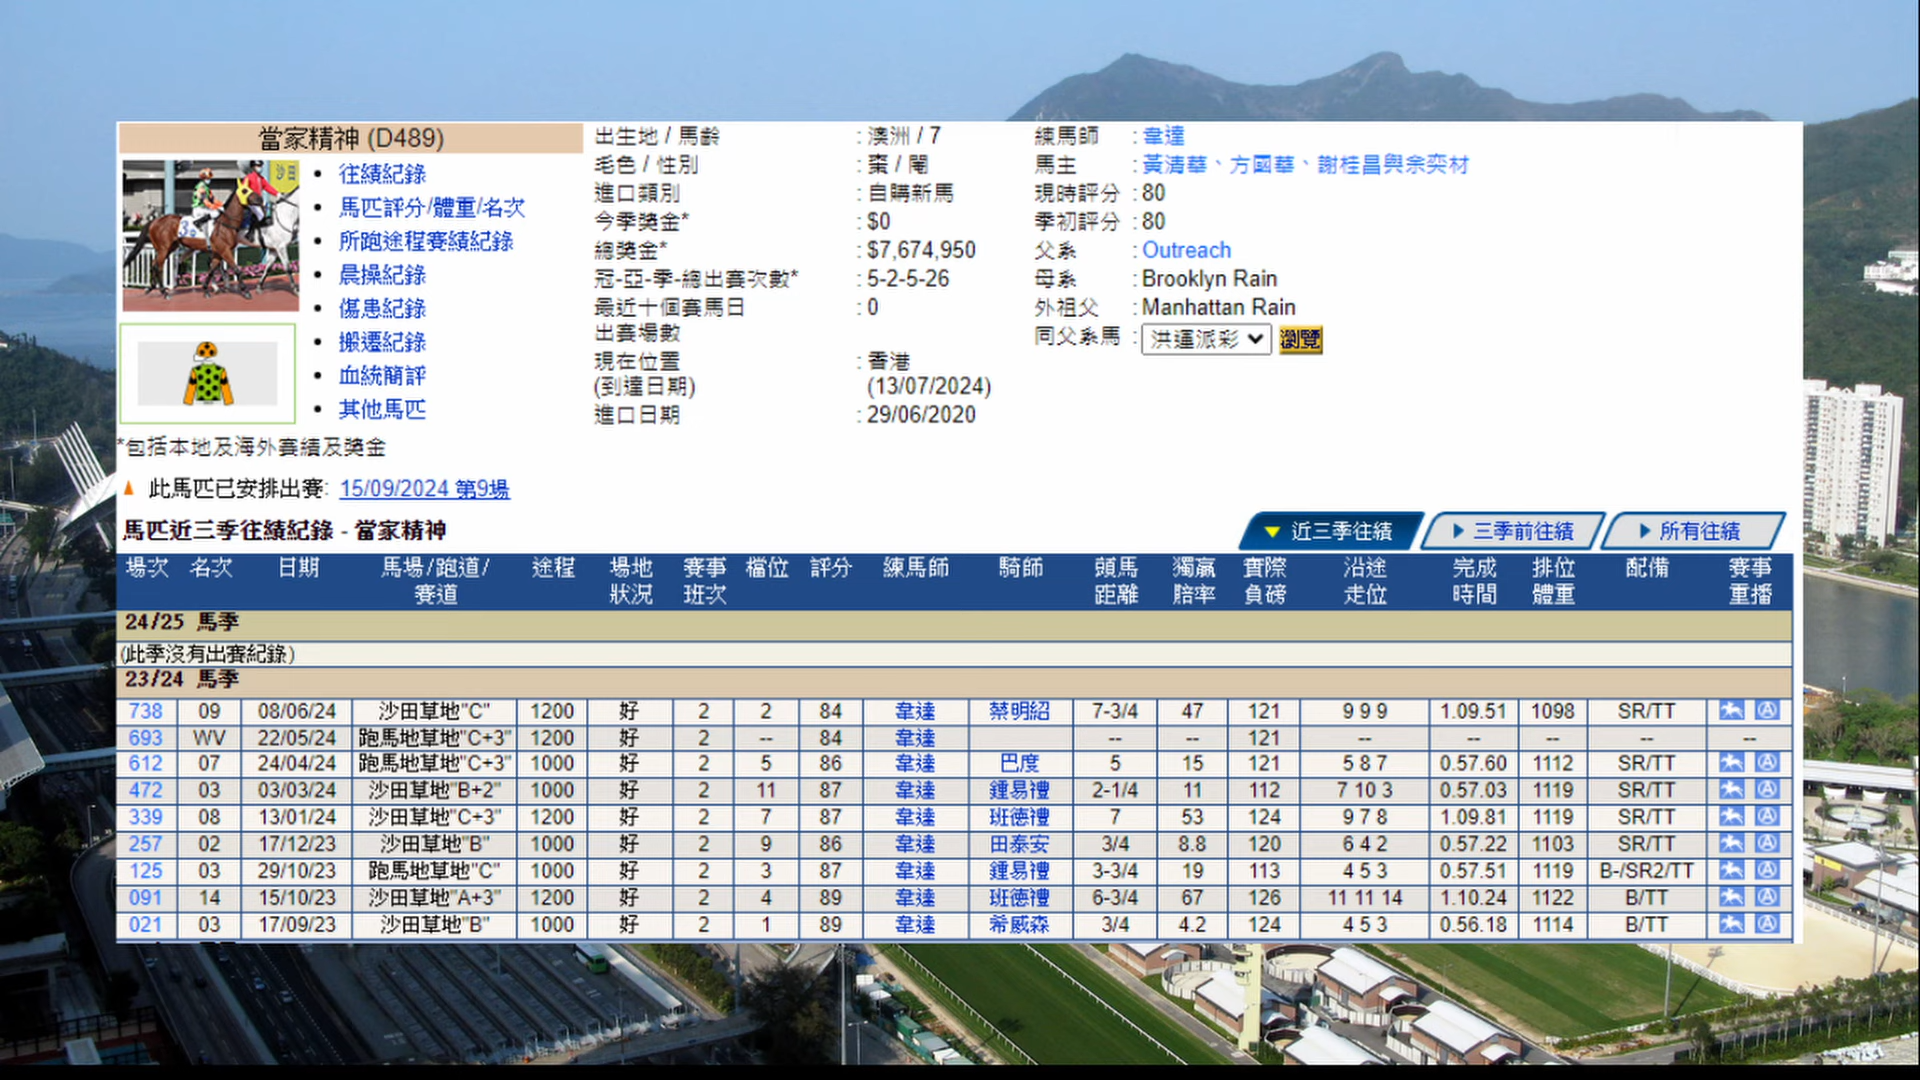 當家精神 (D489)
往績紀錄
馬匹評分/體重/名次
所跑途程賽績紀錄
晨操紀錄
傷患紀錄
搬遷紀錄
血統簡評
其他馬匹
出生地 / 馬齡 : 澳洲 / 7
毛色 / 性別 : 棗 / 閹
進口類別 : 自購新馬
今季獎金* : $0
總獎金* : $7,674,950
冠-亞-季-總出賽次數* : 5-2-5-26
最近十個賽馬日 : 0
出賽場數
現在位置 : 香港
(到達日期) (13/07/2024)
進口日期 : 29/06/2020
練馬師 : 韋達
馬主 : 黃清華、方國華、謝桂昌與余奕材
現時評分 : 80
季初評分 : 80
父系 : Outreach
母系 : Brooklyn Rain
外祖父 : Manhattan Rain
同父系馬 : 洪運派彩 瀏覽
*包括本地及海外賽績及獎金
此馬匹已安排出賽: 15/09/2024 第9場
馬匹近三季往績紀錄 - 當家精神
近三季往績 三季前往績 所有往績
場次 名次 日期 馬場/跑道/ 途程 場地 賽事 檔位 評分 練馬師 騎師 頭馬 獨贏 實際 沿途 完成 排位 配備 賽事
賽道 狀況 班次 距離 賠率 負磅 走位 時間 體重 重播
24/25 馬季
(此季沒有出賽紀錄)
23/24 馬季
738 09 08/06/24 沙田草地"C" 1200 好 2 2 84 韋達 蔡明紹 7-3/4 47 121 9 9 9 1.09.51 1098 SR/TT
693 WV 22/05/24 跑馬地草地"C+3" 1200 好 2 -- 84 韋達 -- -- 121 -- -- -- -- --
612 07 24/04/24 跑馬地草地"C+3" 1000 好 2 5 86 韋達 巴度 5 15 121 5 8 7 0.57.60 1112 SR/TT
472 03 03/03/24 沙田草地"B+2" 1000 好 2 11 87 韋達 鍾易禮 2-1/4 11 112 7 10 3 0.57.03 1119 SR/TT
339 08 13/01/24 沙田草地"C+3" 1200 好 2 7 87 韋達 班德禮 7 53 124 9 7 8 1.09.81 1119 SR/TT
257 02 17/12/23 沙田草地"B" 1000 好 2 9 86 韋達 田泰安 3/4 8.8 120 6 4 2 0.57.22 1103 SR/TT
125 03 29/10/23 跑馬地草地"C" 1000 好 2 3 87 韋達 鍾易禮 3-3/4 19 113 4 5 3 0.57.51 1119 B-/SR2/TT
091 14 15/10/23 沙田草地"A+3" 1200 好 2 4 89 韋達 班德禮 6-3/4 67 126 11 11 14 1.10.24 1122 B/TT
021 03 17/09/23 沙田草地"B" 1000 好 2 1 89 韋達 希威森 3/4 4.2 124 4 5 3 0.56.18 1114 B/TT